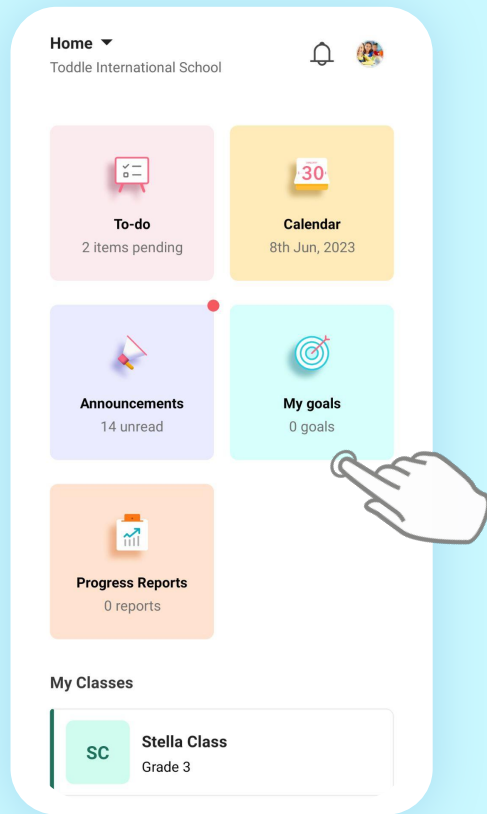 Home
Toddle International School
To-do
2 items pending
30
Calendar
8th Jun, 2023
Announcements
14 unread
My goals
0 goals
Progress Reports
0 reports
My Classes
SC
Stella Class
Grade 3